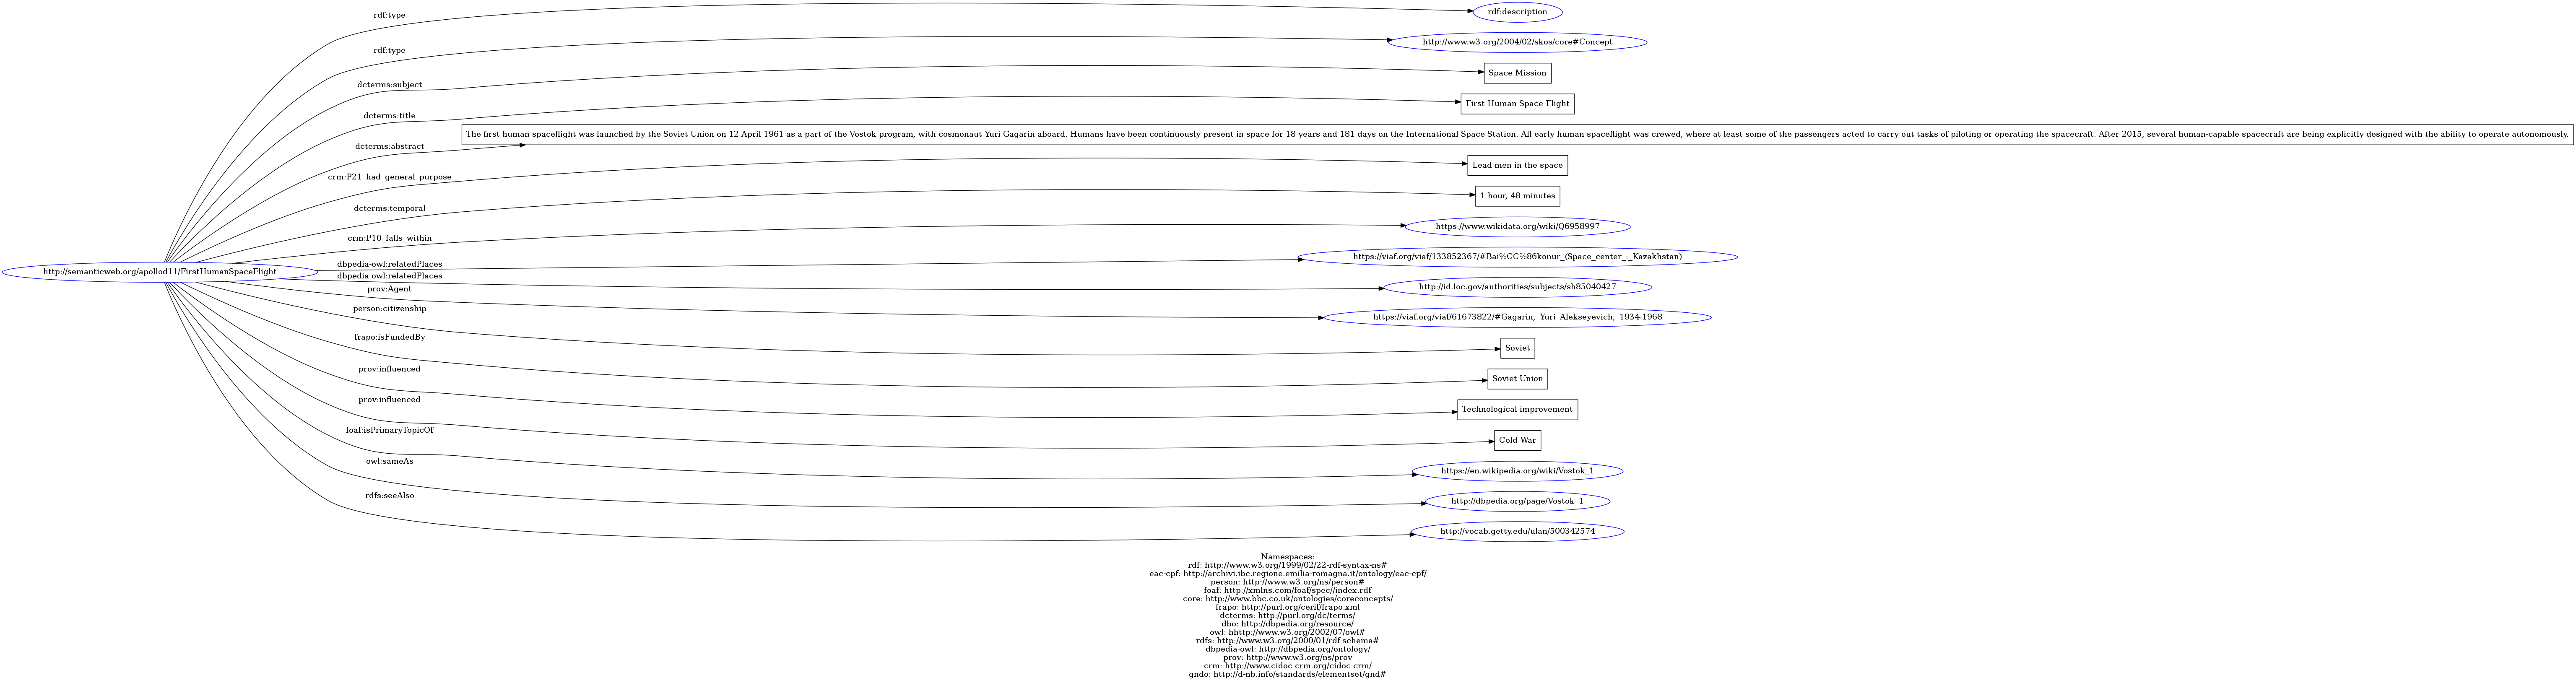 rdf:type
rdf:description
rdf:type
http://www.w3.org/2004/02/skos/core#Concept
dcterms:subject
Space Mission
dcterms:title
First Human Space Flight
dcterms:abstract
The first human spaceflight was launched by the Soviet Union on 12 April 1961 as a part of the Vostok program, with cosmonaut Yuri Gagarin aboard. Humans have been continuously present in space for 18 years and 181 days on the International Space Station. All early human spaceflight was crewed, where at least some of the passengers acted to carry out tasks of piloting or operating the spacecraft. After 2015, several human-capable spacecraft are being explicitly designed with the ability to operate autonomously.
crm:P21_had_general_purpose
Lead men in the space
dcterms:temporal
1 hour, 48 minutes
crm:P10_falls_within
https://www.wikidata.org/wiki/Q6958997
dbpedia-owl:relatedPlaces
https://viaf.org/viaf/133852367/#Bai%CC%86konur_(Space_center_:_Kazakhstan)
http://semanticweb.org/apollod11/FirstHumanSpaceFlight
dbpedia-owl:relatedPlaces
http://id.loc.gov/authorities/subjects/sh85040427
prov:Agent
https://viaf.org/viaf/61673822/#Gagarin,_Yuri_Alekseyevich,_1934-1968
person:citizenship
Soviet
frapo:isFundedBy
Soviet Union
prov:influenced
Technological improvement
prov:influenced
Cold War
foaf:isPrimaryTopicOf
https://en.wikipedia.org/wiki/Vostok_1
owl:sameAs
http://dbpedia.org/page/Vostok_1
rdfs:seeAlso
http://vocab.getty.edu/ulan/500342574
Namespaces:
rdf: http://www.w3.org/1999/02/22-rdf-syntax-ns#
eac-cpf: http://archivi.ibc.regione.emilia-romagna.it/ontology/eac-cpf/
person: http://www.w3.org/ns/person#
foaf: http://xmlns.com/foaf/spec//index.rdf
core: http://www.bbc.co.uk/ontologies/coreconcepts/
frapo: http://purl.org/cerif/frapo.xml
dcterms: http://purl.org/dc/terms/
dbo: http://dbpedia.org/resource/
owl: hhttp://www.w3.org/2002/07/owl#
rdfs: http://www.w3.org/2000/01/rdf-schema#
dbpedia-owl: http://dbpedia.org/ontology/
prov: http://www.w3.org/ns/prov
crm: http://www.cidoc-crm.org/cidoc-crm/
gndo: http://d-nb.info/standards/elementset/gnd#